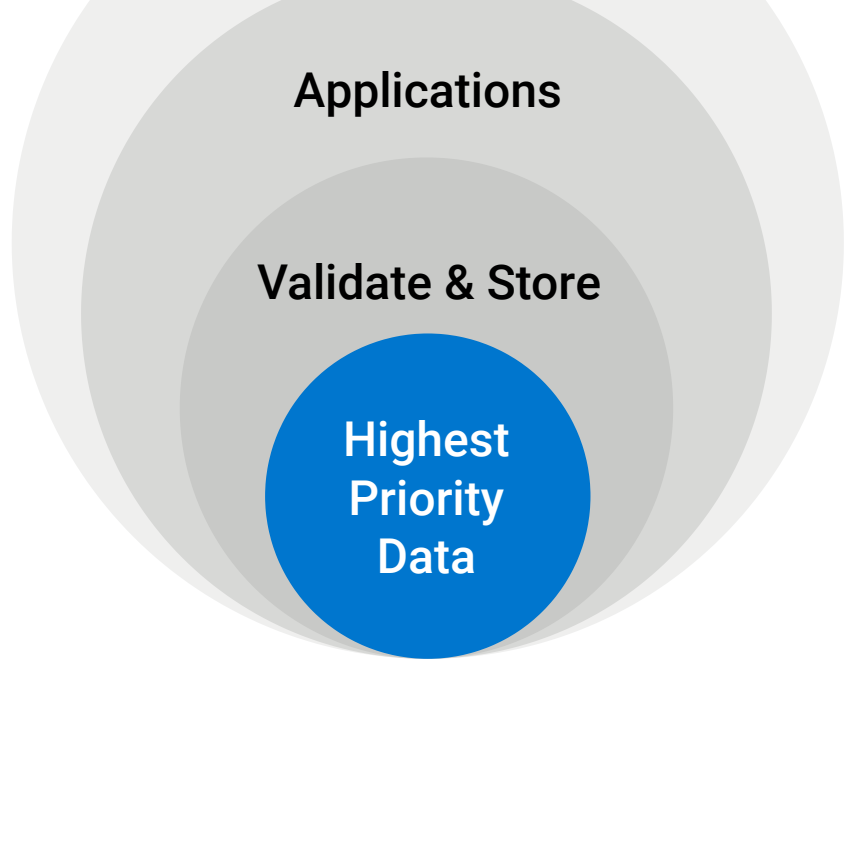 Applications
Validate & Store
Highest
Priority
Data